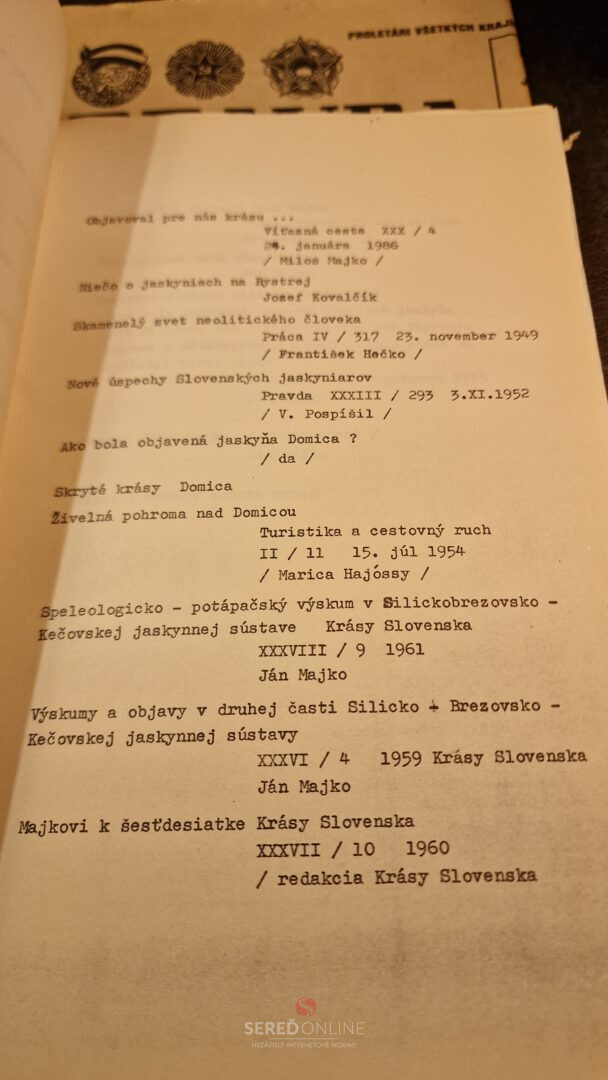 PROLETÁRI VŠETKÝCH KRAJÍ
Objavoval pre nás krásu ...
Víťazná cesta XXX / 4
24. januára 1986
/ Miloš Majko /
Niečo o jaskyniach na Bystrej
Jozef Kovalčík
Skamenelý svet neolitického človeka
Práca IV / 317 23. november 1949
/ František Hečko /
Nové úspechy Slovenských jaskyniarov
Pravda XXXIII / 293 3.XI.1952
/ V. Pospíšil /
Ako bola objavená jaskyňa Domica ?
/ da /
Skryté krásy Domica
Živelná pohroma nad Domicou
Turistika a cestovný ruch
II / 11 15. júl 1954
/ Marica Hajóssy /
Speleologicko - potápačský výskum v Silickobrezovsko -
Kečovskej jaskynnej sústave Krásy Slovenska
XXXVIII / 9 1961
Ján Majko
Výskumy a objavy v druhej časti Silicko - Brezovsko -
Kečovskej jaskynnej sústavy
XXXVI / 4 1959 Krásy Slovenska
Ján Majko
Majkovi k šesťdesiatke Krásy Slovenska
XXXVII / 10 1960
/ redakcia Krásy Slovenska
SEREĎONLINE
NEZÁVISLÉ INTERNETOVÉ NOVINY